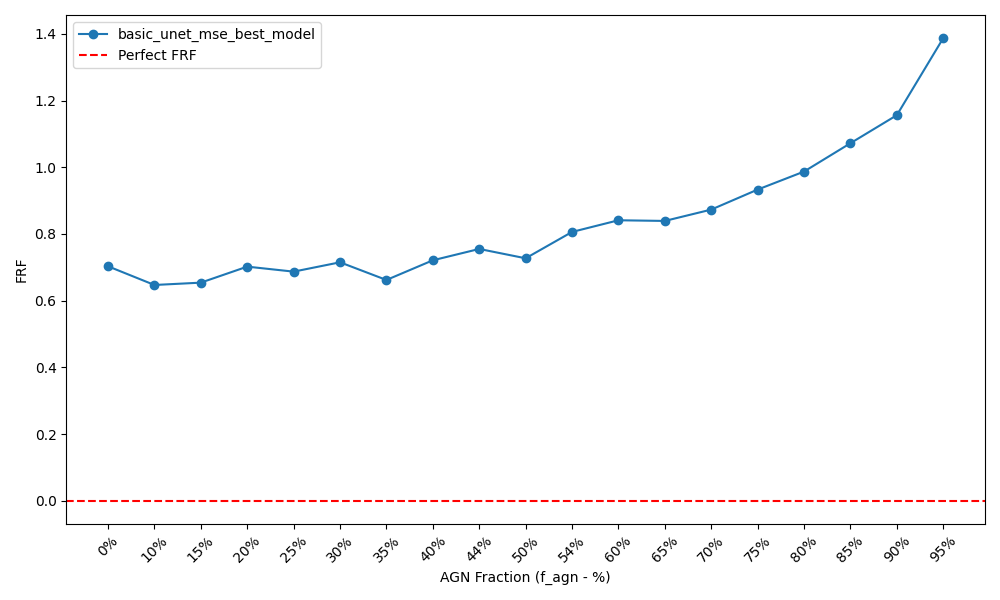 basic_unet_mse_best_model
Perfect FRF
1.4
1.2
1.0
0.8
0.6
0.4
0.2
0.0
FRF
0% 10% 15% 20% 25% 30% 35% 40% 44% 50% 54% 60% 65% 70% 75% 80% 85% 90% 95%
AGN Fraction (f_agn - %)